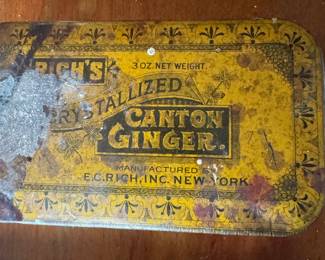 RICH'S
3 OZ. NET WEIGHT.
CRYSTALLIZED
CANTON
GINGER.
MANUFACTURED BY
E.C. RICH, INC. NEW-YORK